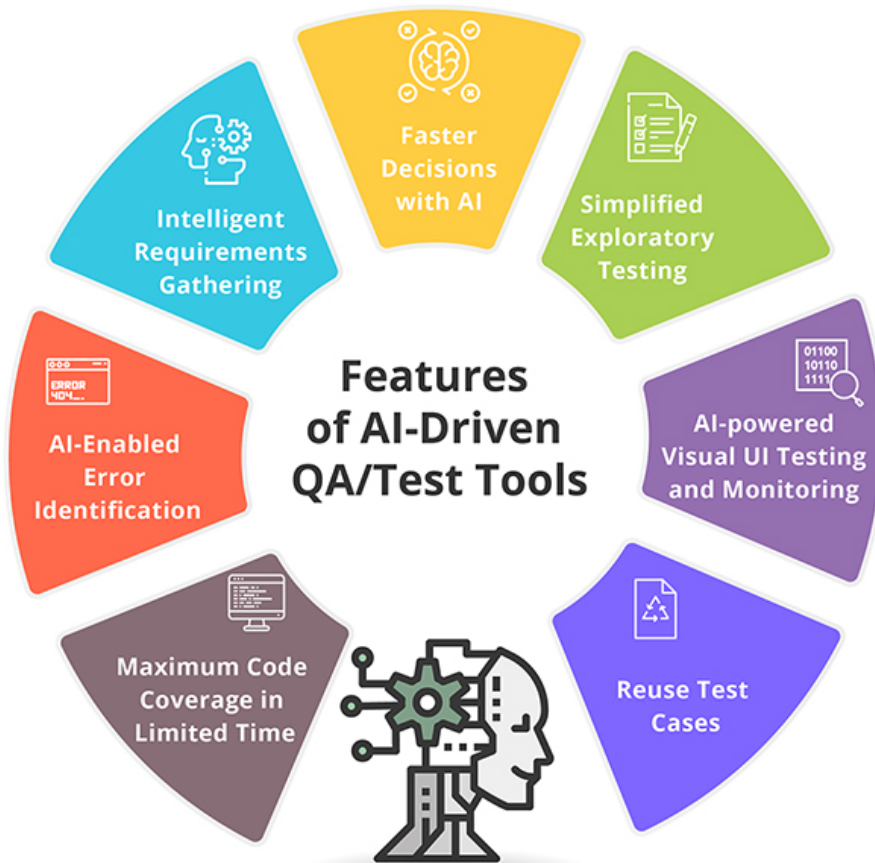 Features
of AI-Driven
QA/Test Tools
Faster
Decisions
with AI
Simplified
Exploratory
Testing
01100
10110
1111
AI-powered
Visual UI Testing
and Monitoring
Reuse Test
Cases
Maximum Code
Coverage in
Limited Time
ERROR
404...
AI-Enabled
Error
Identification
Intelligent
Requirements
Gathering